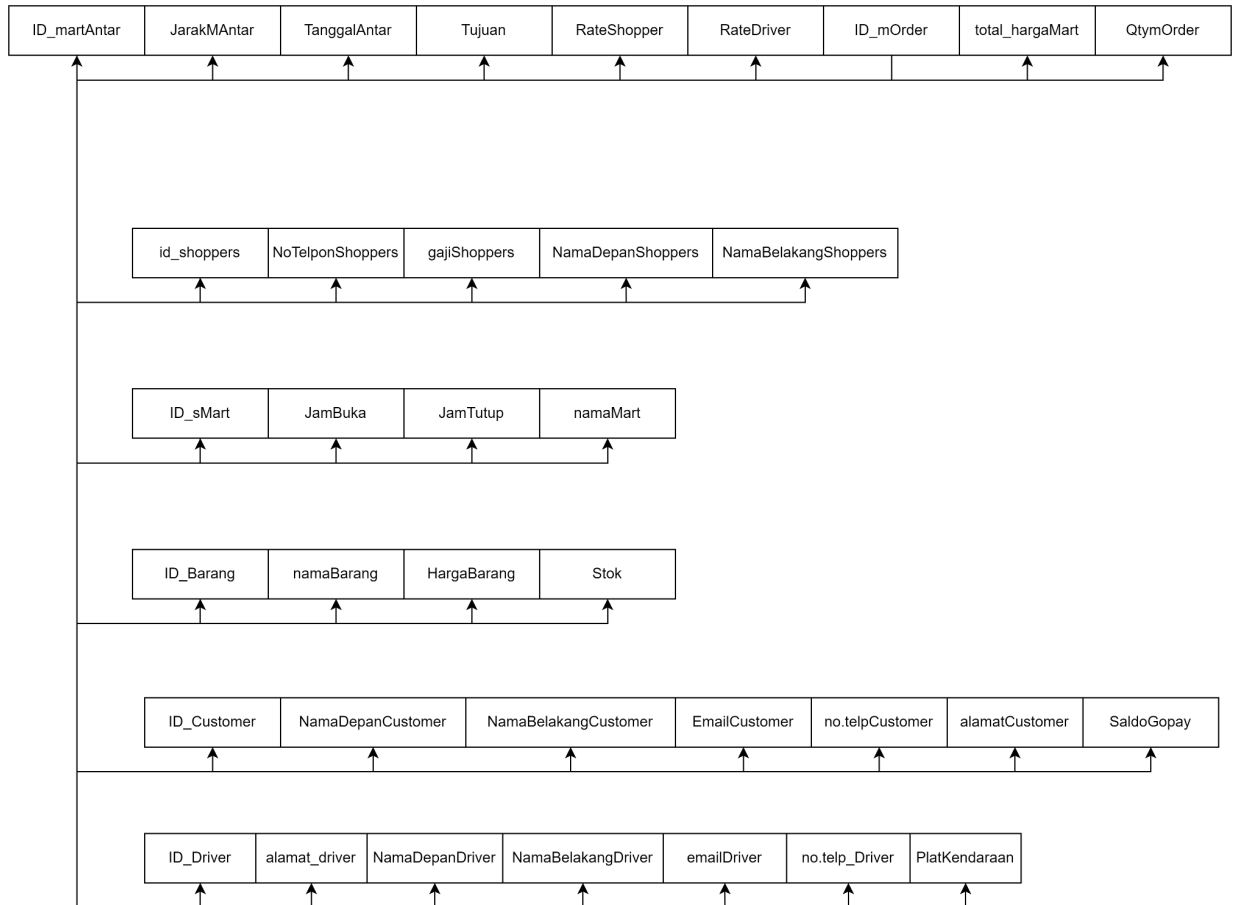 ID_martAntar JarakMAntar TanggalAntar Tujuan RateShopper RateDriver ID_mOrder total_hargaMart QtymOrder
id_shoppers NoTelponShoppers gajiShoppers NamaDepanShoppers NamaBelakangShoppers
ID_sMart JamBuka JamTutup namaMart
ID_Barang namaBarang HargaBarang Stok
ID_Customer NamaDepanCustomer NamaBelakangCustomer EmailCustomer no.telpCustomer alamatCustomer SaldoGopay
ID_Driver alamat_driver NamaDepanDriver NamaBelakangDriver emailDriver no.telp_Driver PlatKendaraan